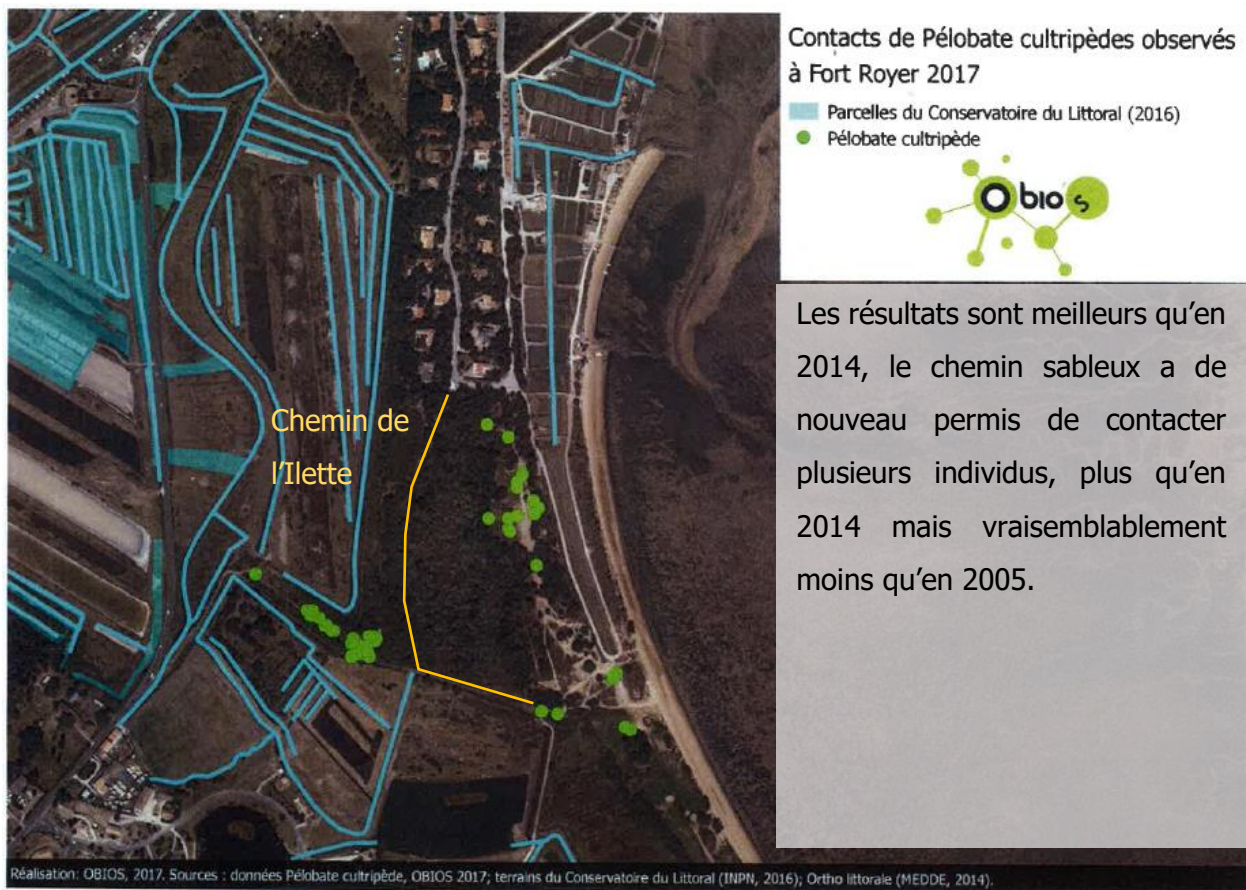 Contacts de Pélobate cultripèdes observés
à Fort Royer 2017
Parcelles du Conservatoire du Littoral (2016)
Pélobate cultripède
Obios
Les résultats sont meilleurs qu'en
2014, le chemin sableux a de
nouveau permis de contacter
plusieurs individus, plus qu'en
2014 mais vraisemblablement
moins qu'en 2005.
Chemin de
l'Ilette
Réalisation: OBIOS, 2017. Sources : données Pélobate cultripède, OBIOS 2017; terrains du Conservatoire du Littoral (INPN, 2016); Ortho littorale (MEDDE, 2014).